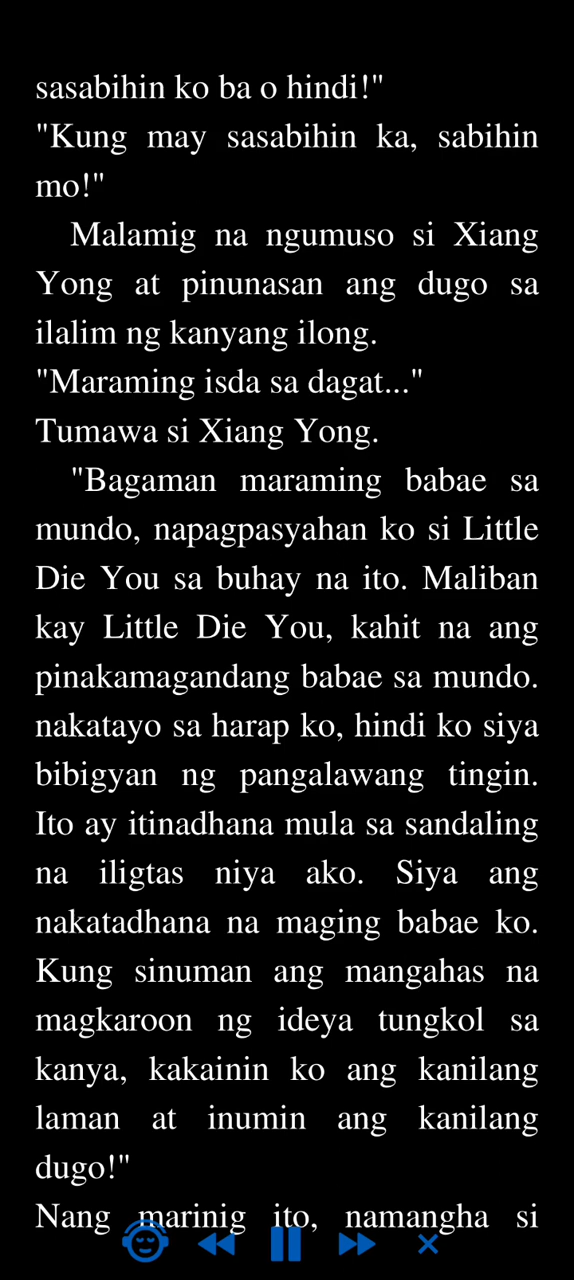 sasabihin ko ba o hindi!"
"Kung may sasabihin ka, sabihin
mo!"
Malamig na ngumuso si Xiang
Yong at pinunasan ang dugo sa
ilalim ng kanyang ilong.
"Maraming isda sa dagat..."
Tumawa si Xiang Yong.
"Bagaman maraming babae sa
mundo, napagpasyahan ko si Little
Die You sa buhay na ito. Maliban
kay Little Die You, kahit na ang
pinakamagandang babae sa mundo.
nakatayo sa harap ko, hindi ko siya
bibigyan ng pangalawang tingin.
Ito ay itinadhana mula sa sandaling
na iligtas niya ako. Siya ang
nakatadhana na maging babae ko.
Kung sinuman ang mangahas na
magkaroon ng ideya tungkol sa
kanya, kakainin ko ang kanilang
laman at inumin ang kanilang
dugo!"
Nang marinig ito, namangha si